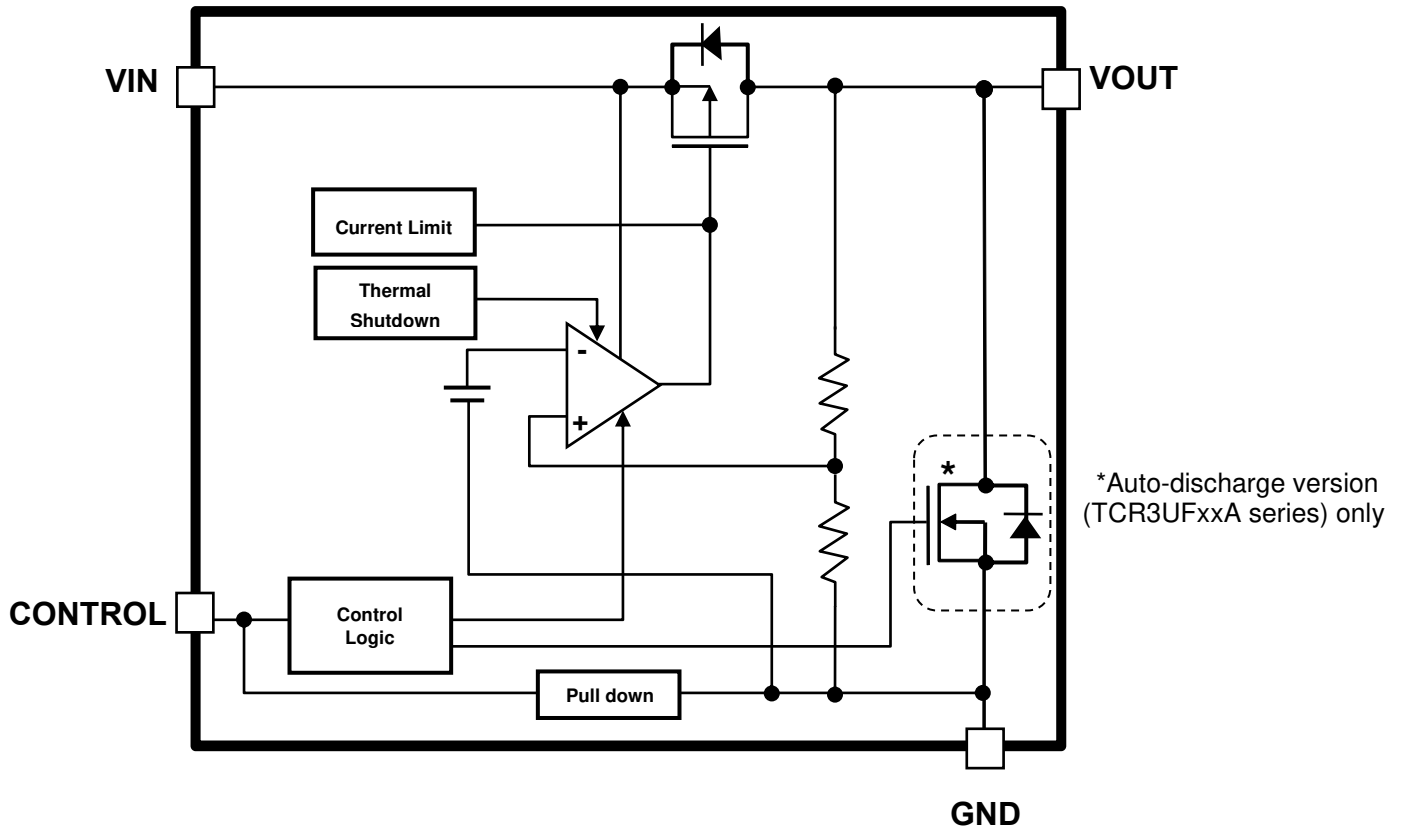 VIN
VOUT
Current Limit
Thermal
Shutdown
-
+
*
*Auto-discharge version
(TCR3UFxxA series) only
CONTROL
Control
Logic
Pull down
GND